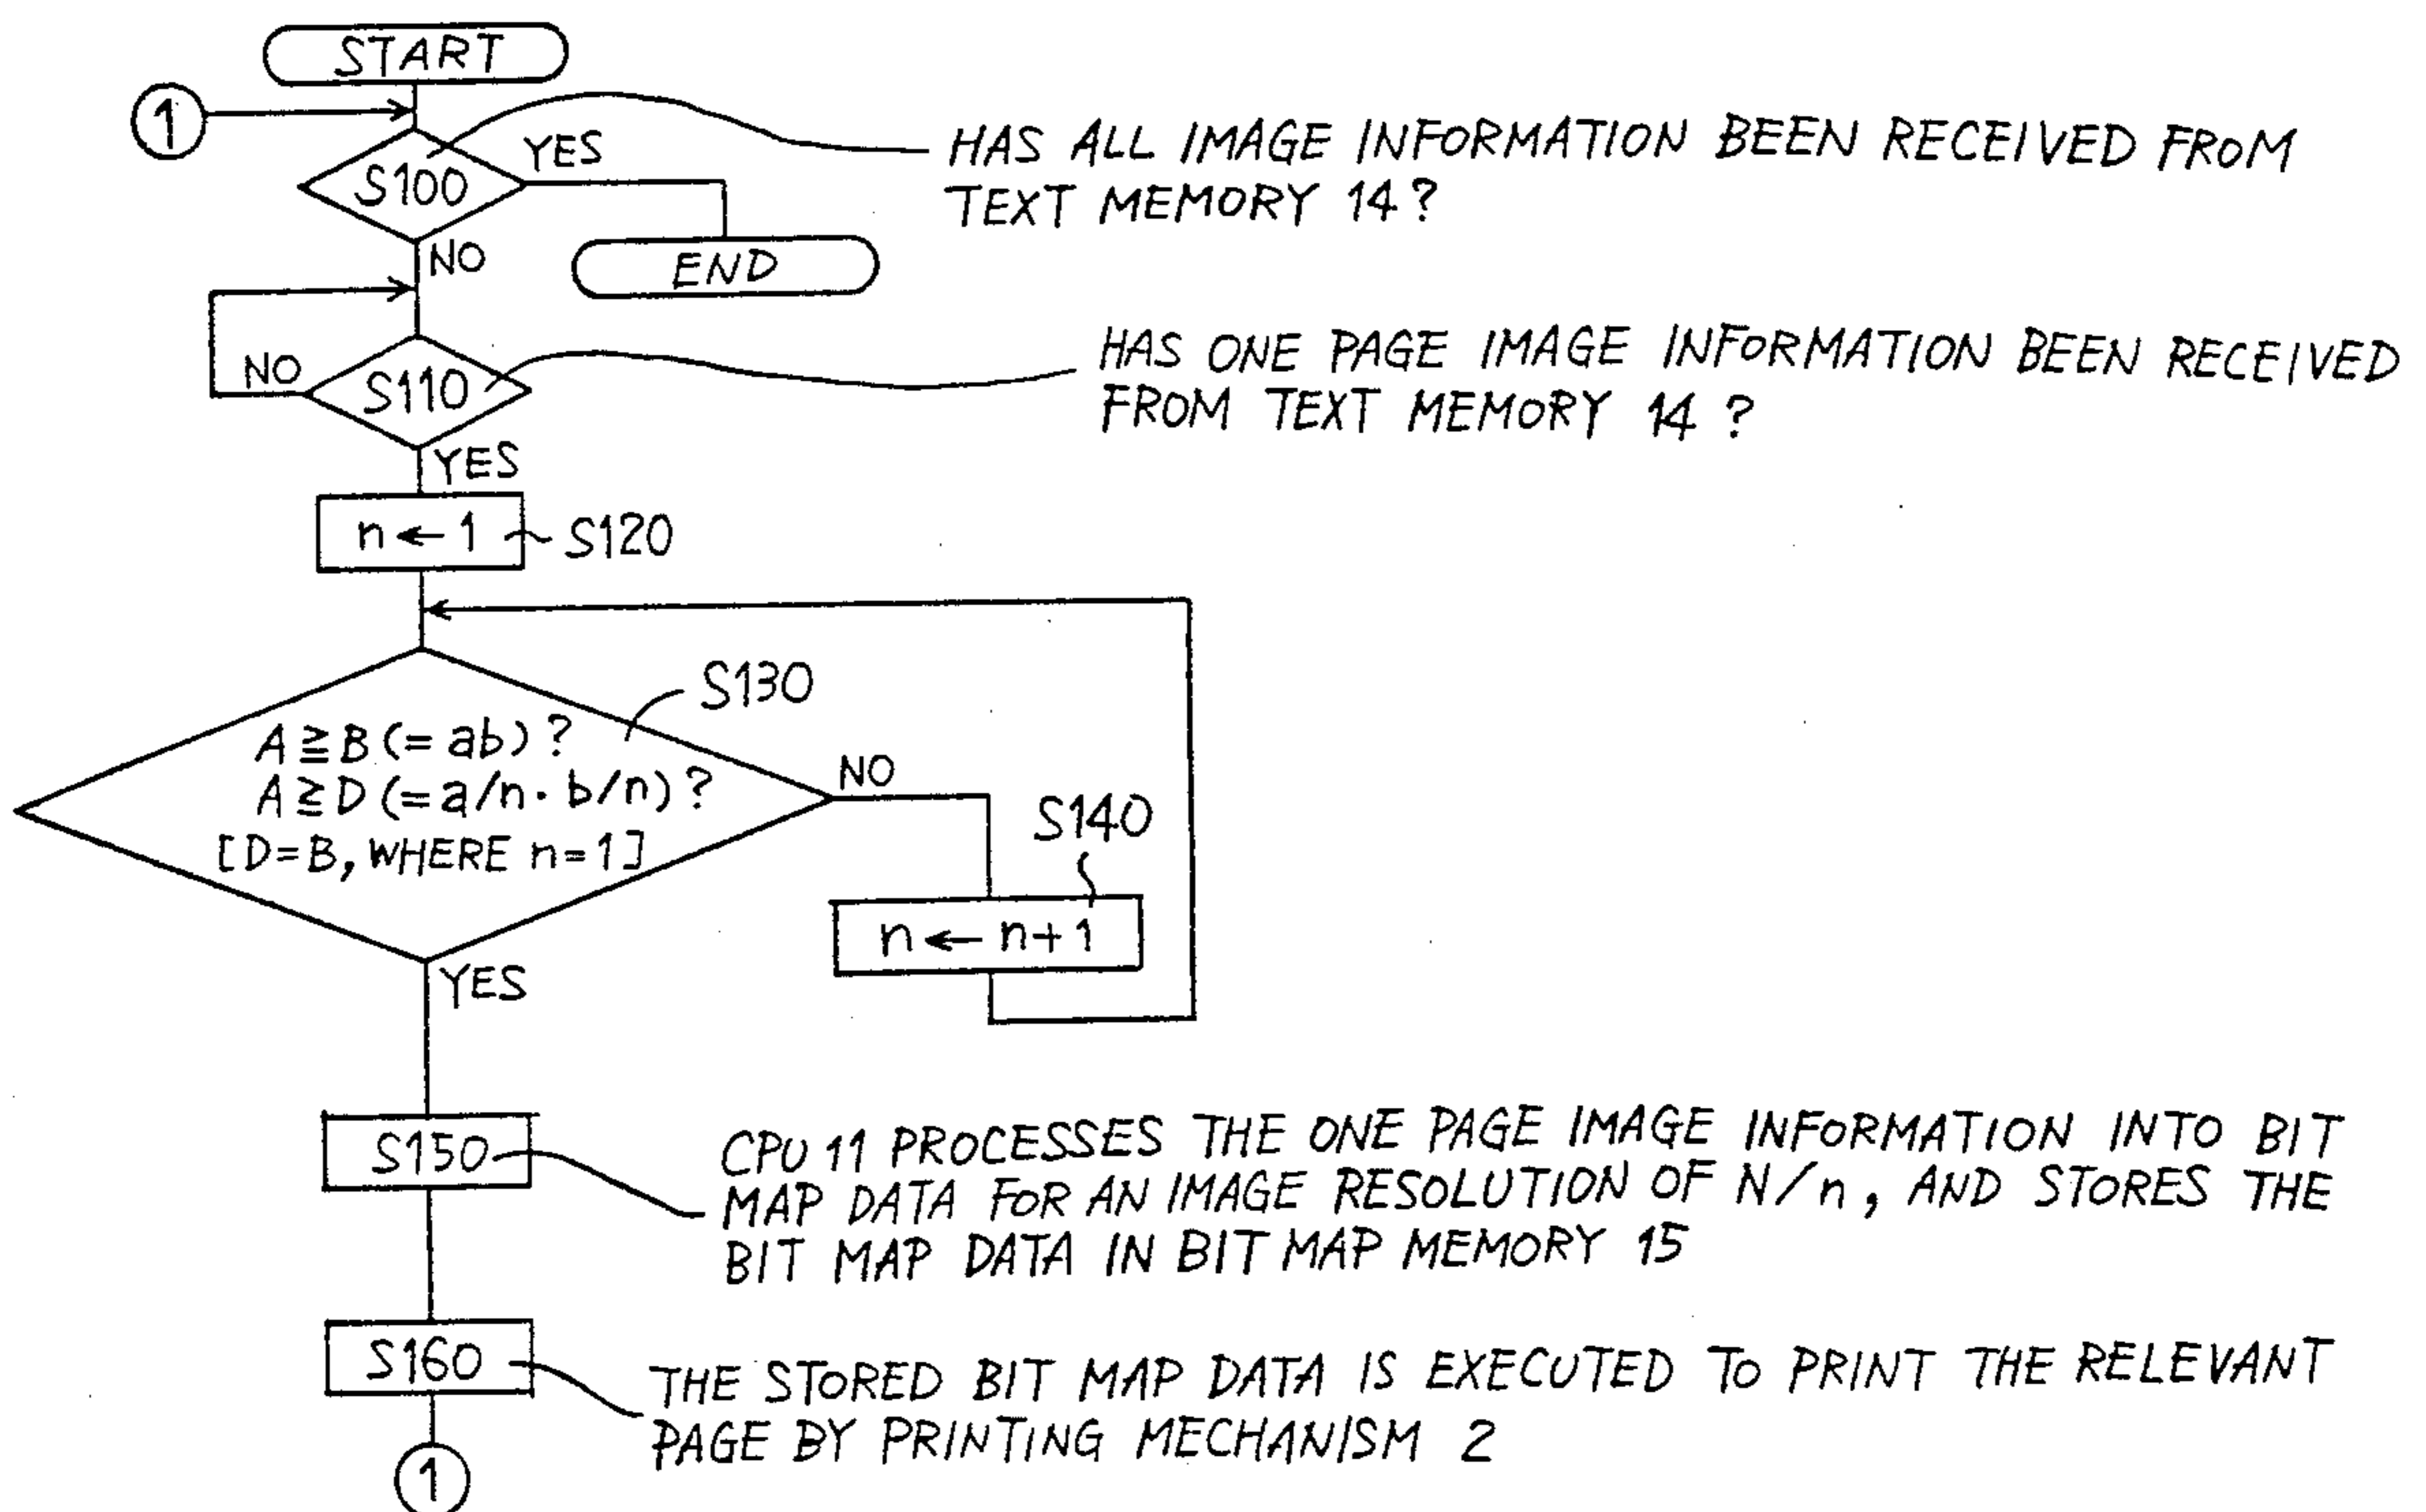 START
1
YES
HAS ALL IMAGE INFORMATION BEEN RECEIVED FROM
TEXT MEMORY 14?
S100
NO
END
HAS ONE PAGE IMAGE INFORMATION BEEN RECEIVED
FROM TEXT MEMORY 14?
NO
S110
YES
n←1
S120
S130
A≧B(=ab)?
A≧D(=a/n·b/n)?
[D=B, WHERE n=1]
NO
S140
n←n+1
YES
S150
CPU 11 PROCESSES THE ONE PAGE IMAGE INFORMATION INTO BIT
MAP DATA FOR AN IMAGE RESOLUTION OF N/n, AND STORES THE
BIT MAP DATA IN BIT MAP MEMORY 15
S160
THE STORED BIT MAP DATA IS EXECUTED TO PRINT THE RELEVANT
PAGE BY PRINTING MECHANISM 2
1